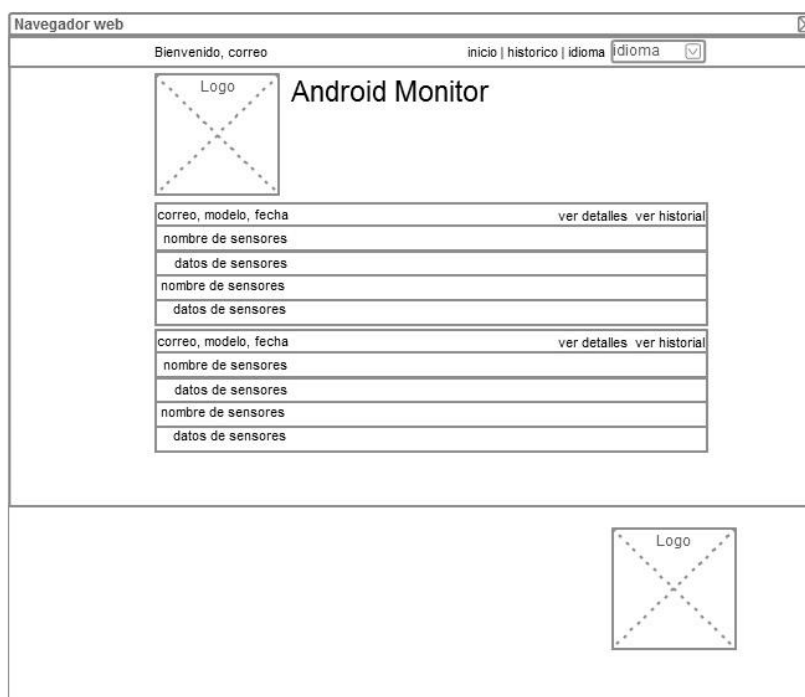 Navegador web
Bienvenido, correo inicio | historico | idioma idioma
Logo
Android Monitor
correo, modelo, fecha ver detalles ver historial
nombre de sensores
datos de sensores
nombre de sensores
datos de sensores
correo, modelo, fecha ver detalles ver historial
nombre de sensores
datos de sensores
nombre de sensores
datos de sensores
Logo